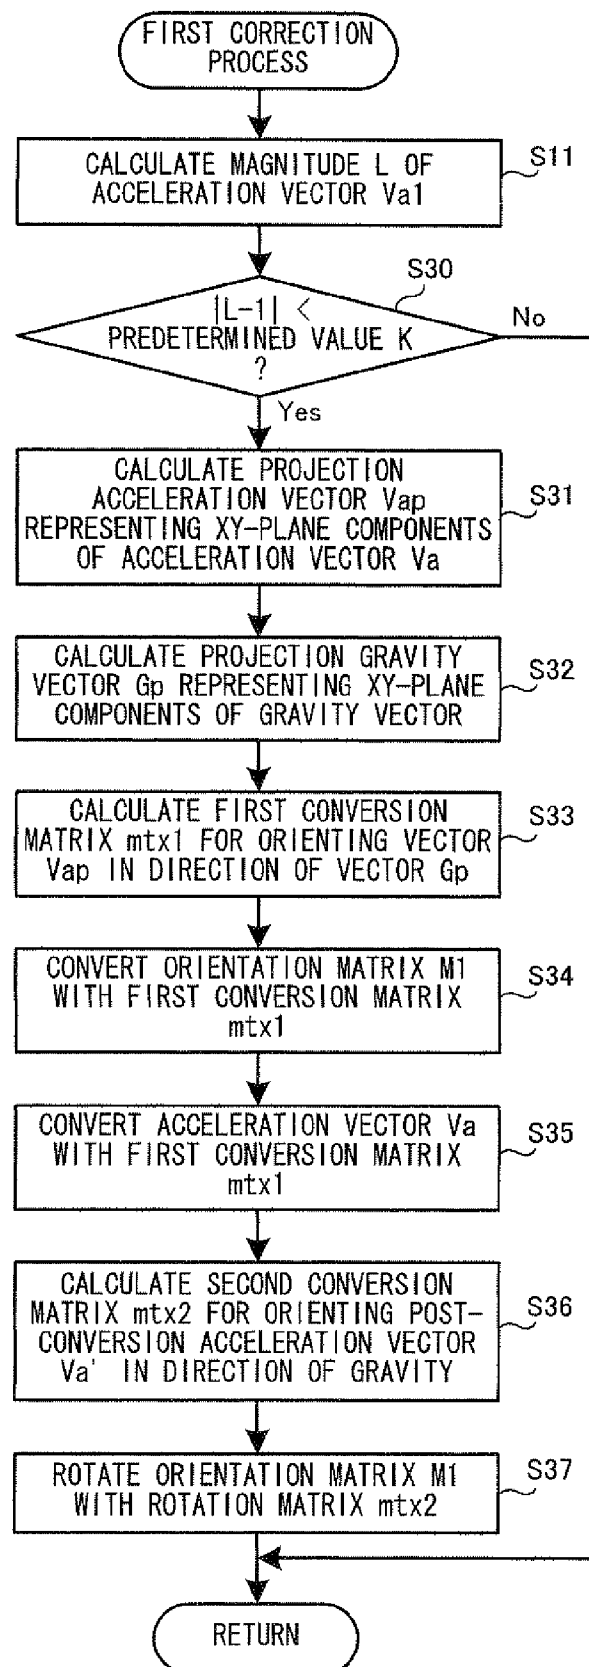 FIRST CORRECTION
PROCESS
CALCULATE MAGNITUDE L OF
ACCELERATION VECTOR Va1
S11
S30
|L-1| <
PREDETERMINED VALUE K
?
No
Yes
CALCULATE PROJECTION
ACCELERATION VECTOR Vap
REPRESENTING XY-PLANE COMPONENTS
OF ACCELERATION VECTOR Va
S31
CALCULATE PROJECTION GRAVITY
VECTOR Gp REPRESENTING XY-PLANE
COMPONENTS OF GRAVITY VECTOR
S32
CALCULATE FIRST CONVERSION
MATRIX mtx1 FOR ORIENTING VECTOR
Vap IN DIRECTION OF VECTOR Gp
S33
CONVERT ORIENTATION MATRIX M1
WITH FIRST CONVERSION MATRIX
mtx1
S34
CONVERT ACCELERATION VECTOR Va
WITH FIRST CONVERSION MATRIX
mtx1
S35
CALCULATE SECOND CONVERSION
MATRIX mtx2 FOR ORIENTING POST-
CONVERSION ACCELERATION VECTOR
Va' IN DIRECTION OF GRAVITY
S36
ROTATE ORIENTATION MATRIX M1
WITH ROTATION MATRIX mtx2
S37
RETURN